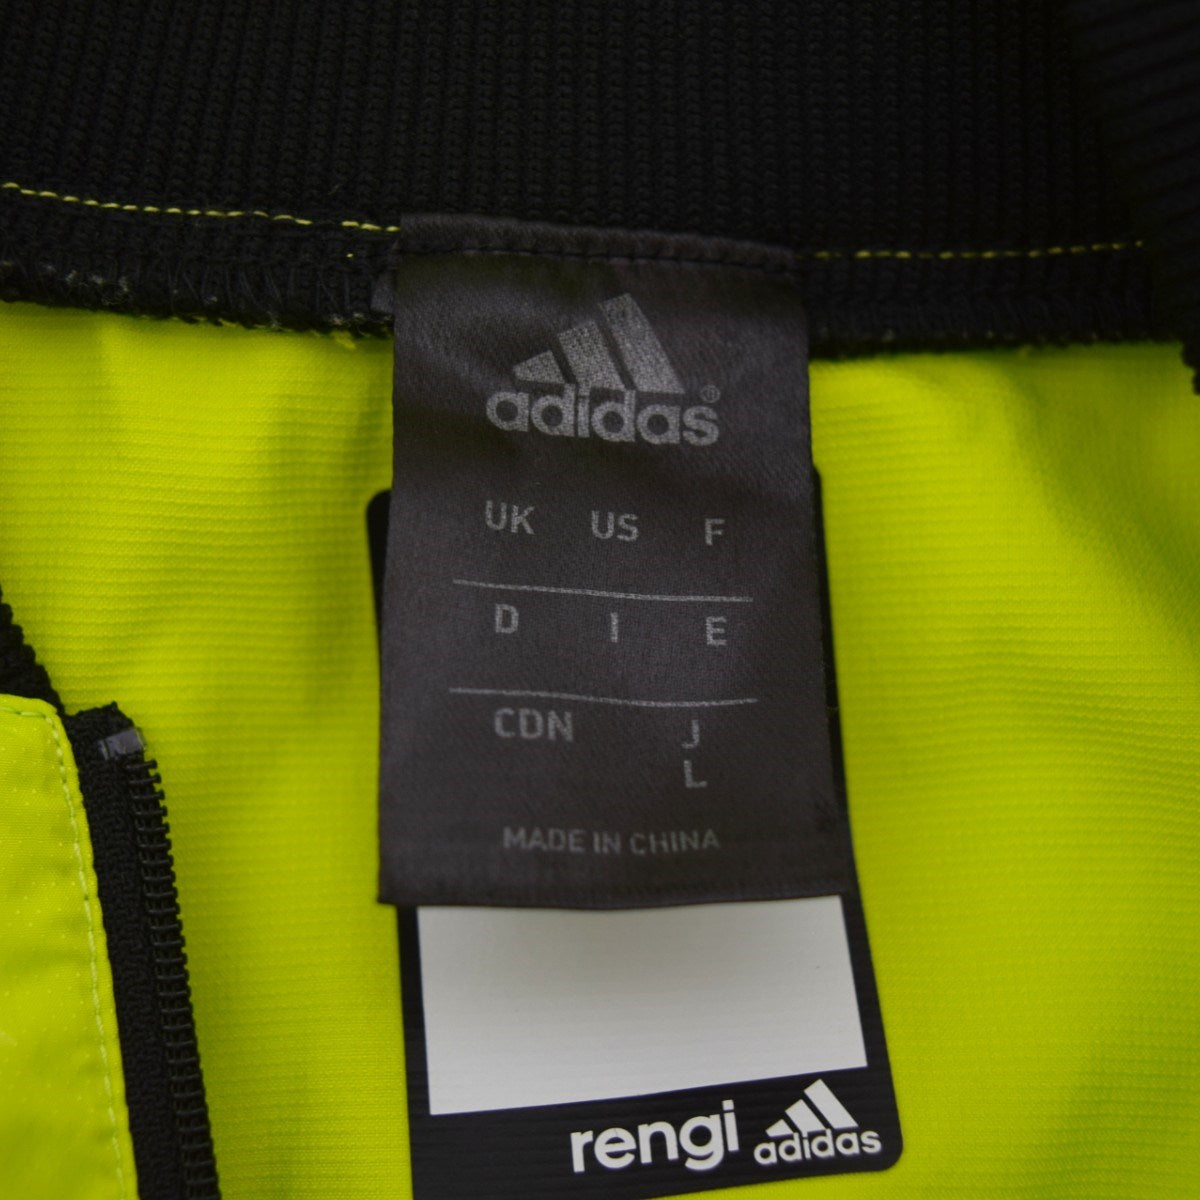 adidas®
UK US F
D I E
CDN J
L
MADE IN CHINA
rengi adidas